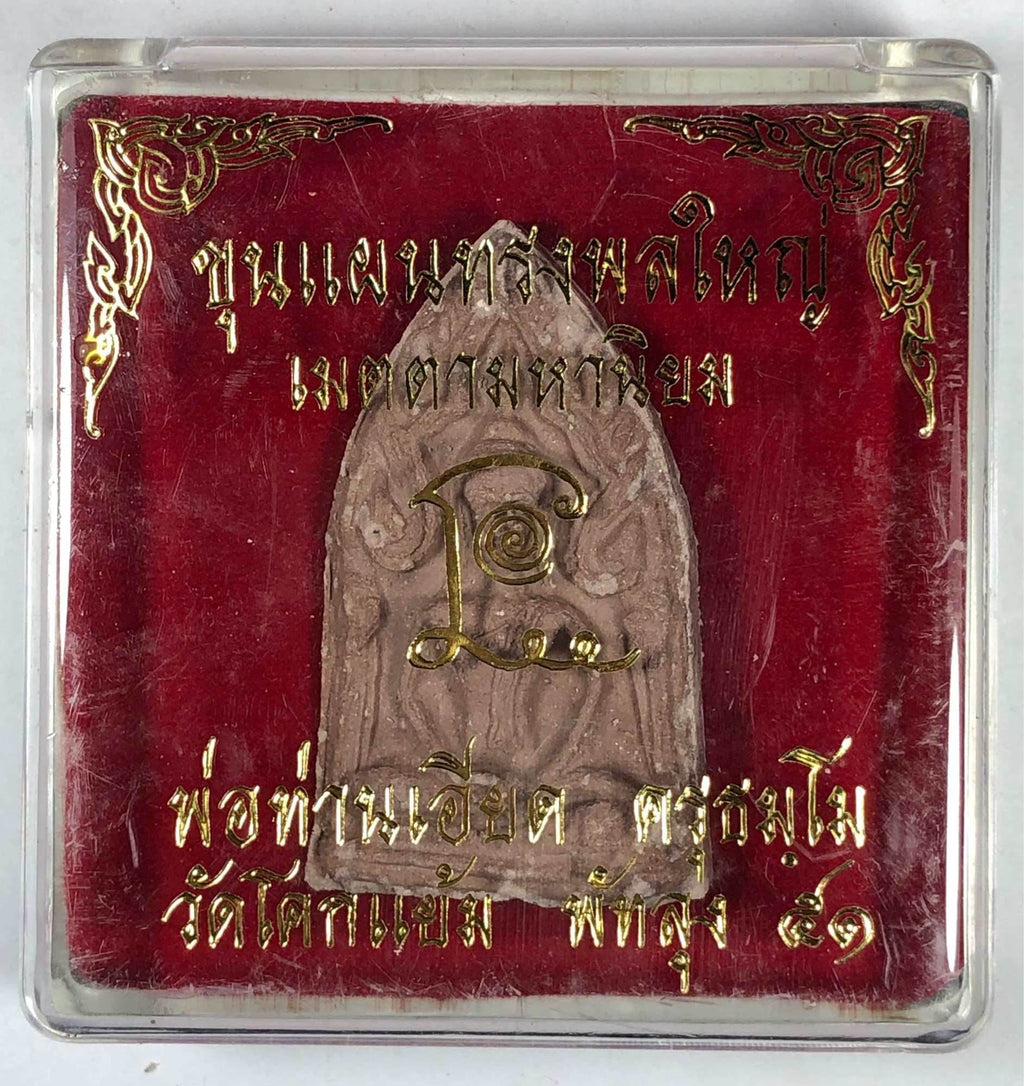 ขุนแผนทรงพลใหญ่
เมตตามหานิยม
พ่อท่านเอียด ครุธมฺโม
วัดโคกแย้ม พัทลุง ๕๑